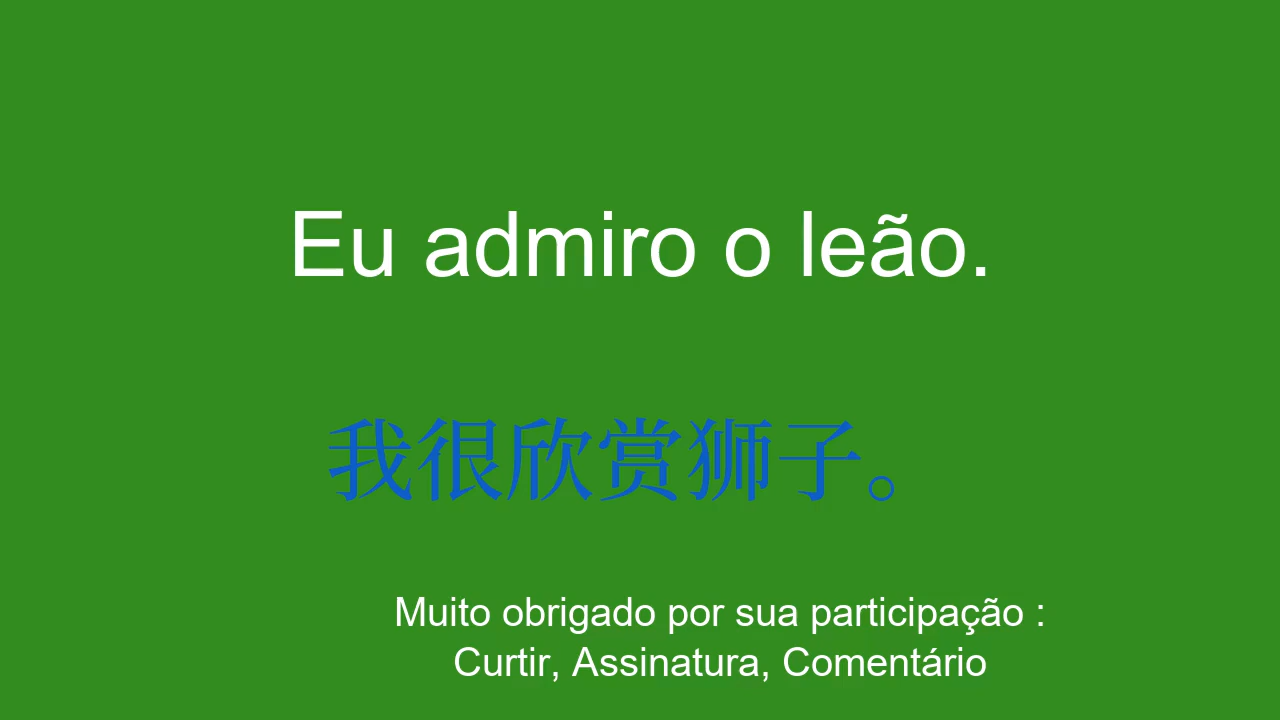 Eu admiro o leão.
我很欣赏狮子。
Muito obrigado por sua participação :
Curtir, Assinatura, Comentário